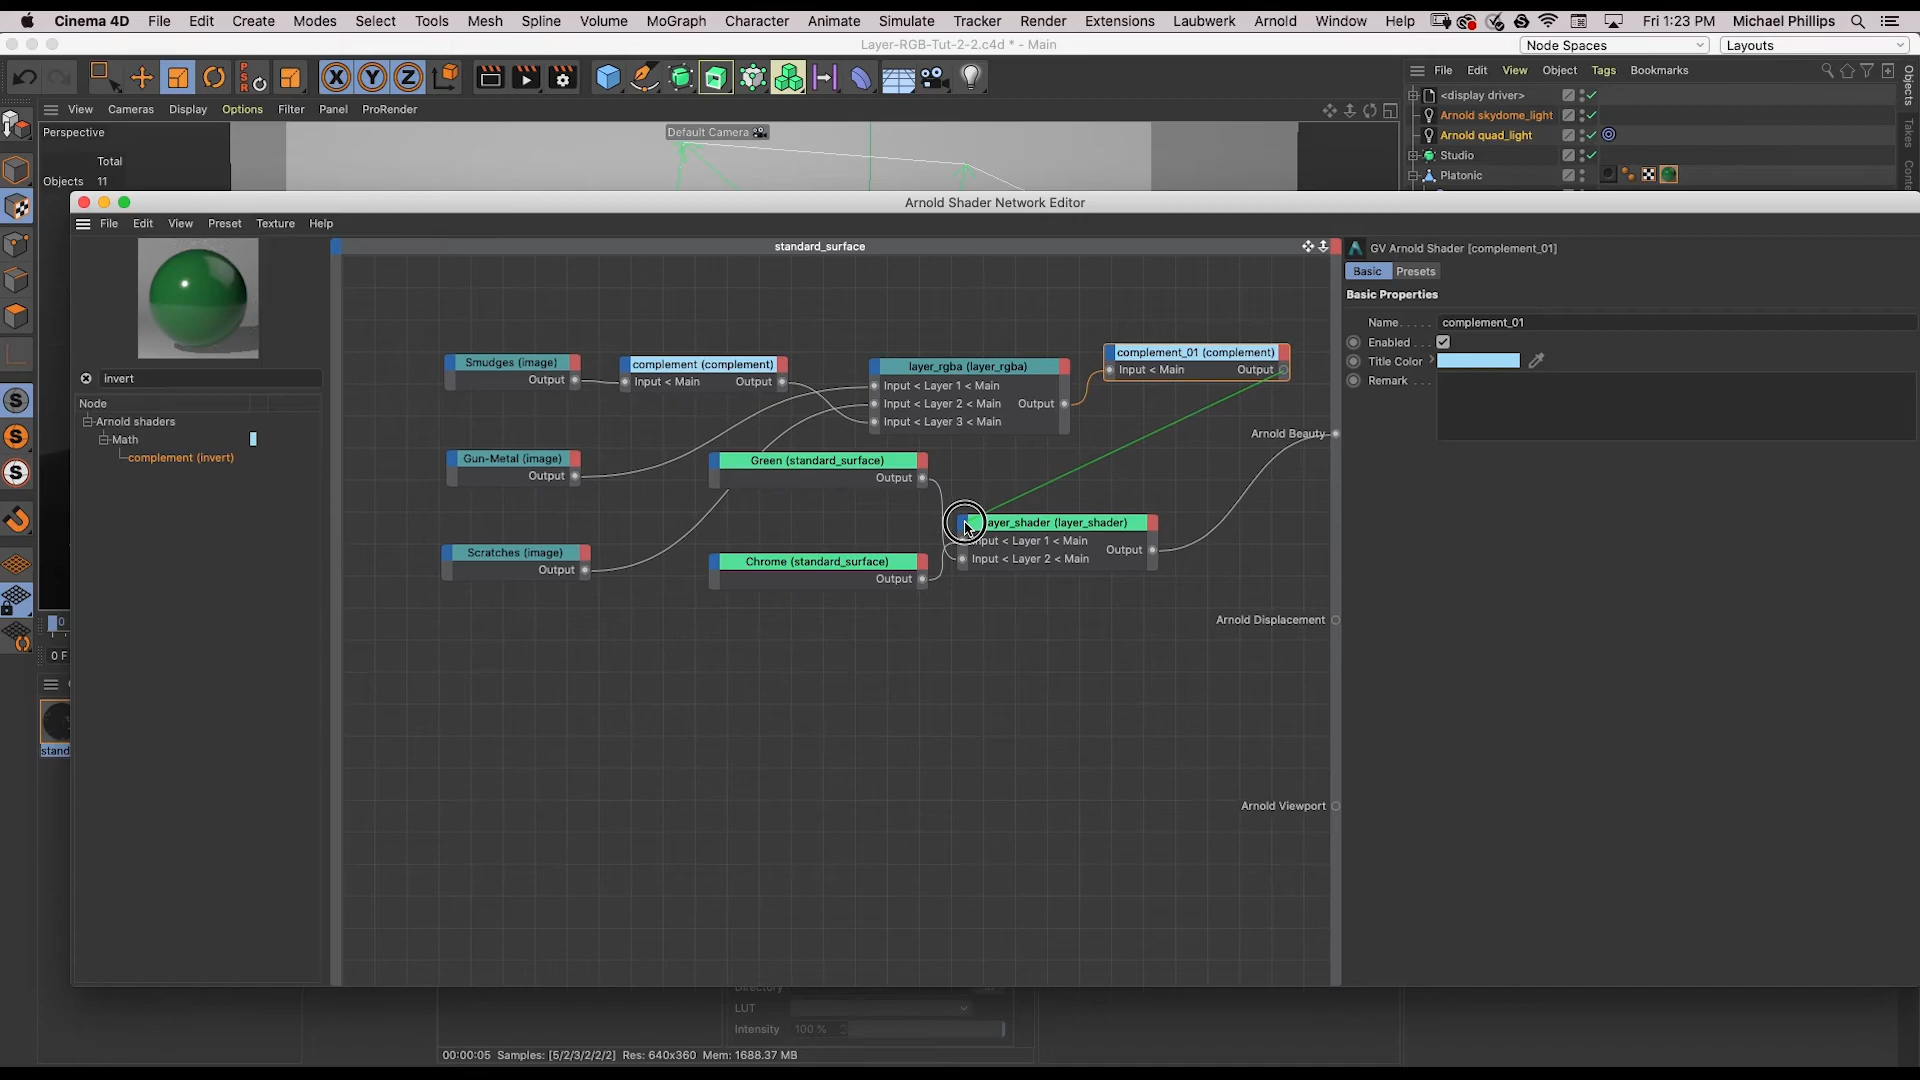 Cinema 4D File Edit Create Modes Select Tools Mesh Spline Volume MoGraph Character Animate Simulate Tracker Render Extensions Laubwerk Arnold Window Help Fri 1:23 PM Michael Phillips
Layer-RGB-Tut-2-2.c4d * - Main
Node Spaces
Layouts
PSR
X Y Z
File Edit View Object Tags Bookmarks
Objects
Takes
View Cameras Display Options Filter Panel ProRender
<display driver>
Arnold skydome_light
Arnold quad_light
Studio
Platonic
Perspective
Default Camera
Total
Objects 11
Arnold Shader Network Editor
File Edit View Preset Texture Help
standard_surface
invert
Node
Arnold shaders
Math
complement (invert)
Smudges (image)
Output
complement (complement)
Input < Main Output
layer_rgba (layer_rgba)
Input < Layer 1 < Main
Input < Layer 2 < Main Output
Input < Layer 3 < Main
complement_01 (complement)
Input < Main Output
Gun-Metal (image)
Output
Green (standard_surface)
Output
Scratches (image)
Output
Chrome (standard_surface)
Output
ayer_shader (layer_shader)
Input < Layer 1 < Main
Input < Layer 2 < Main
Output
Arnold Beauty
Arnold Displacement
Arnold Viewport
GV Arnold Shader [complement_01]
Basic Presets
Basic Properties
Name..... complement_01
Enabled..
Title Color
Remark ....
0
0 F
stand
Directory
LUT
Intensity 100 %
00:00:05 Samples: [5/2/3/2/2/2] Res: 640x360 Mem: 1688.37 MB